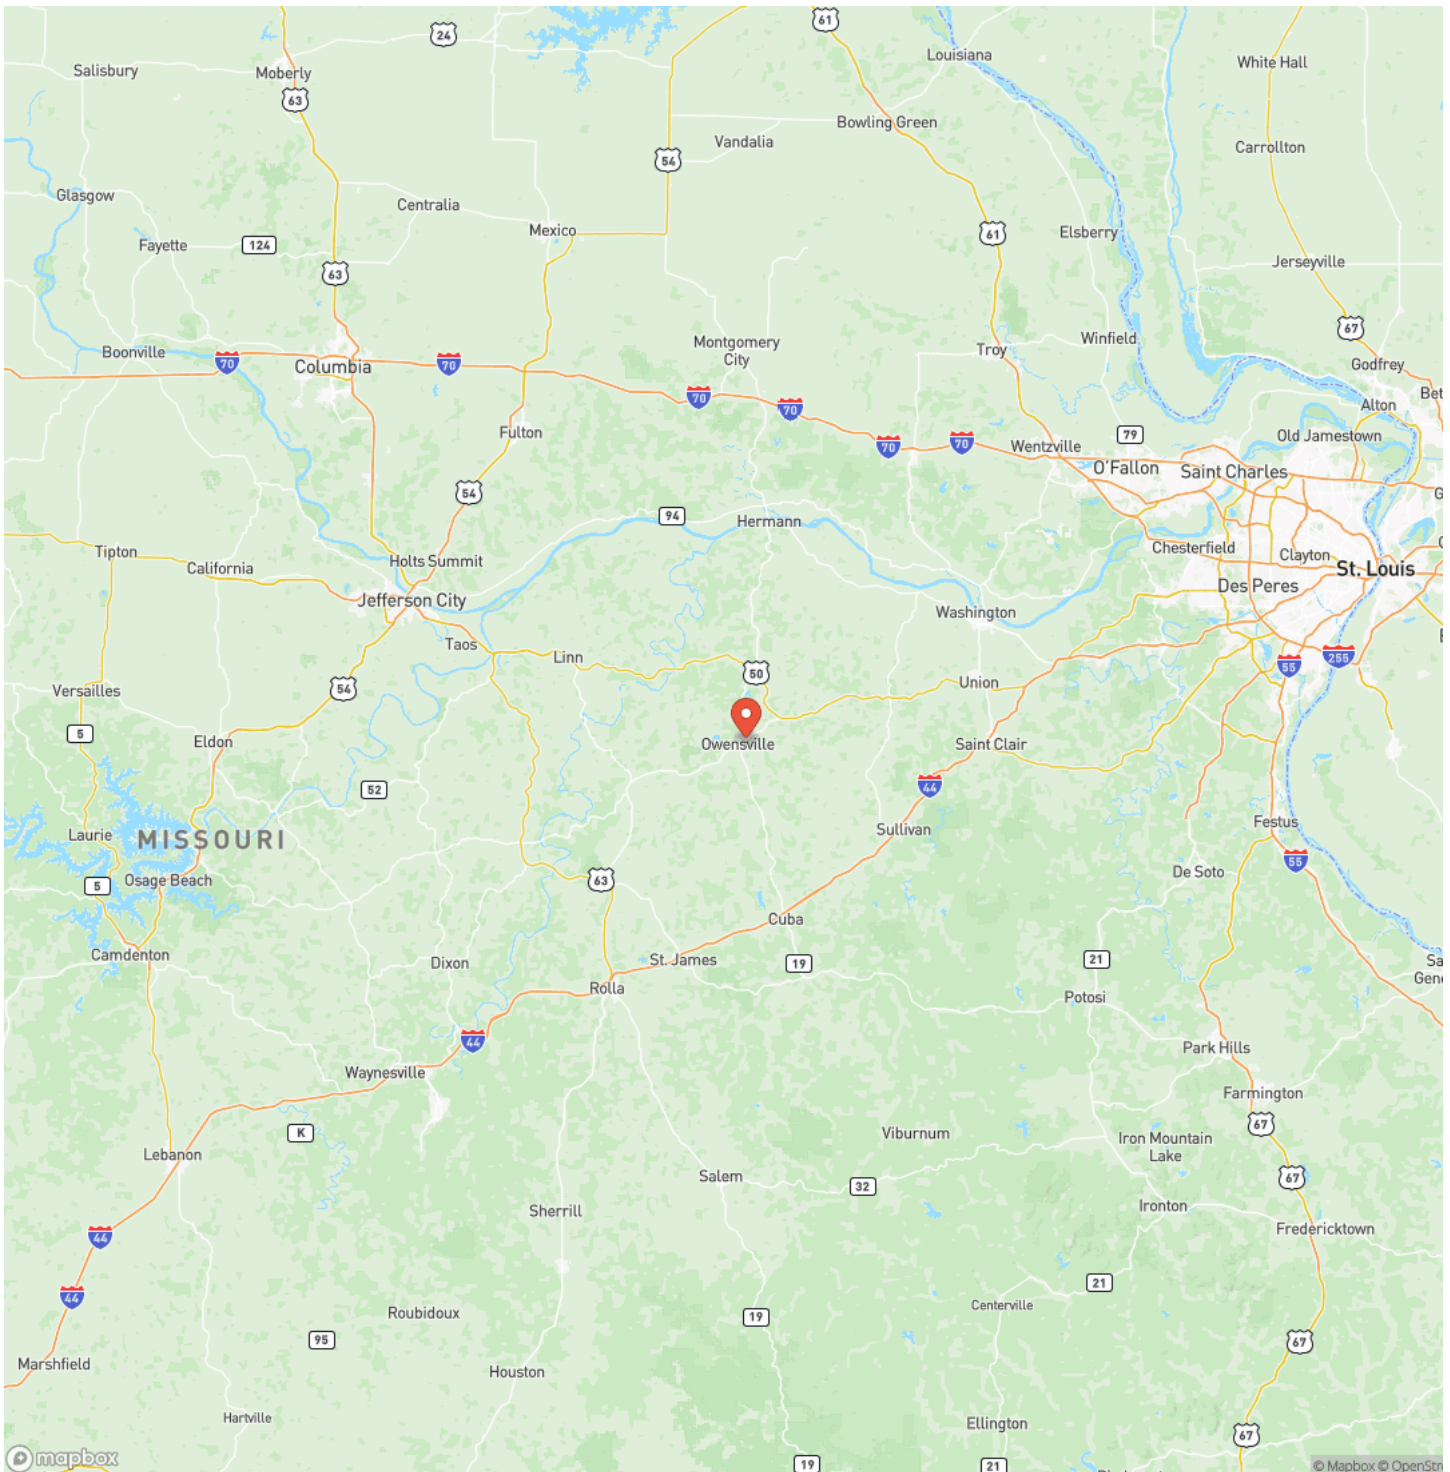 61
24
Louisiana
White Hall
Salisbury
Moberly
63
Bowling Green
Vandalia
Carrollton
54
Glasgow
Centralia
Mexico
61
Elsberry
Fayette
124
Jerseyville
63
67
Montgomery
City
Troy
Winfield
Boonville
70
Columbia
70
Godfrey
70
Bet
70
Alton
Fulton
79
Old Jamestown
70
70
Wentzville
O'Fallon
Saint Charles
54
G
94
Hermann
Tipton
Holts Summit
Chesterfield
Clayton
C
California
St. Louis
Des Peres
Jefferson City
Washington
E
Taos
Linn
50
55
255
Versailles
54
Union
5
Eldon
Owensville
Saint Clair
52
44
Laurie
MISSOURI
Sullivan
Festus
55
5
Osage Beach
63
De Soto
Cuba
Camdenton
Dixon
St. James
19
21
Sa
Gene
Rolla
Potosi
44
Park Hills
Waynesville
Farmington
K
Viburnum
67
Iron Mountain
Lake
Lebanon
Salem
32
67
Sherrill
Ironton
Fredericktown
44
44
21
Centerville
Roubidoux
19
95
67
Marshfield
Houston
Hartville
Ellington
67
mapbox
19
21
© Mapbox © OpenStre